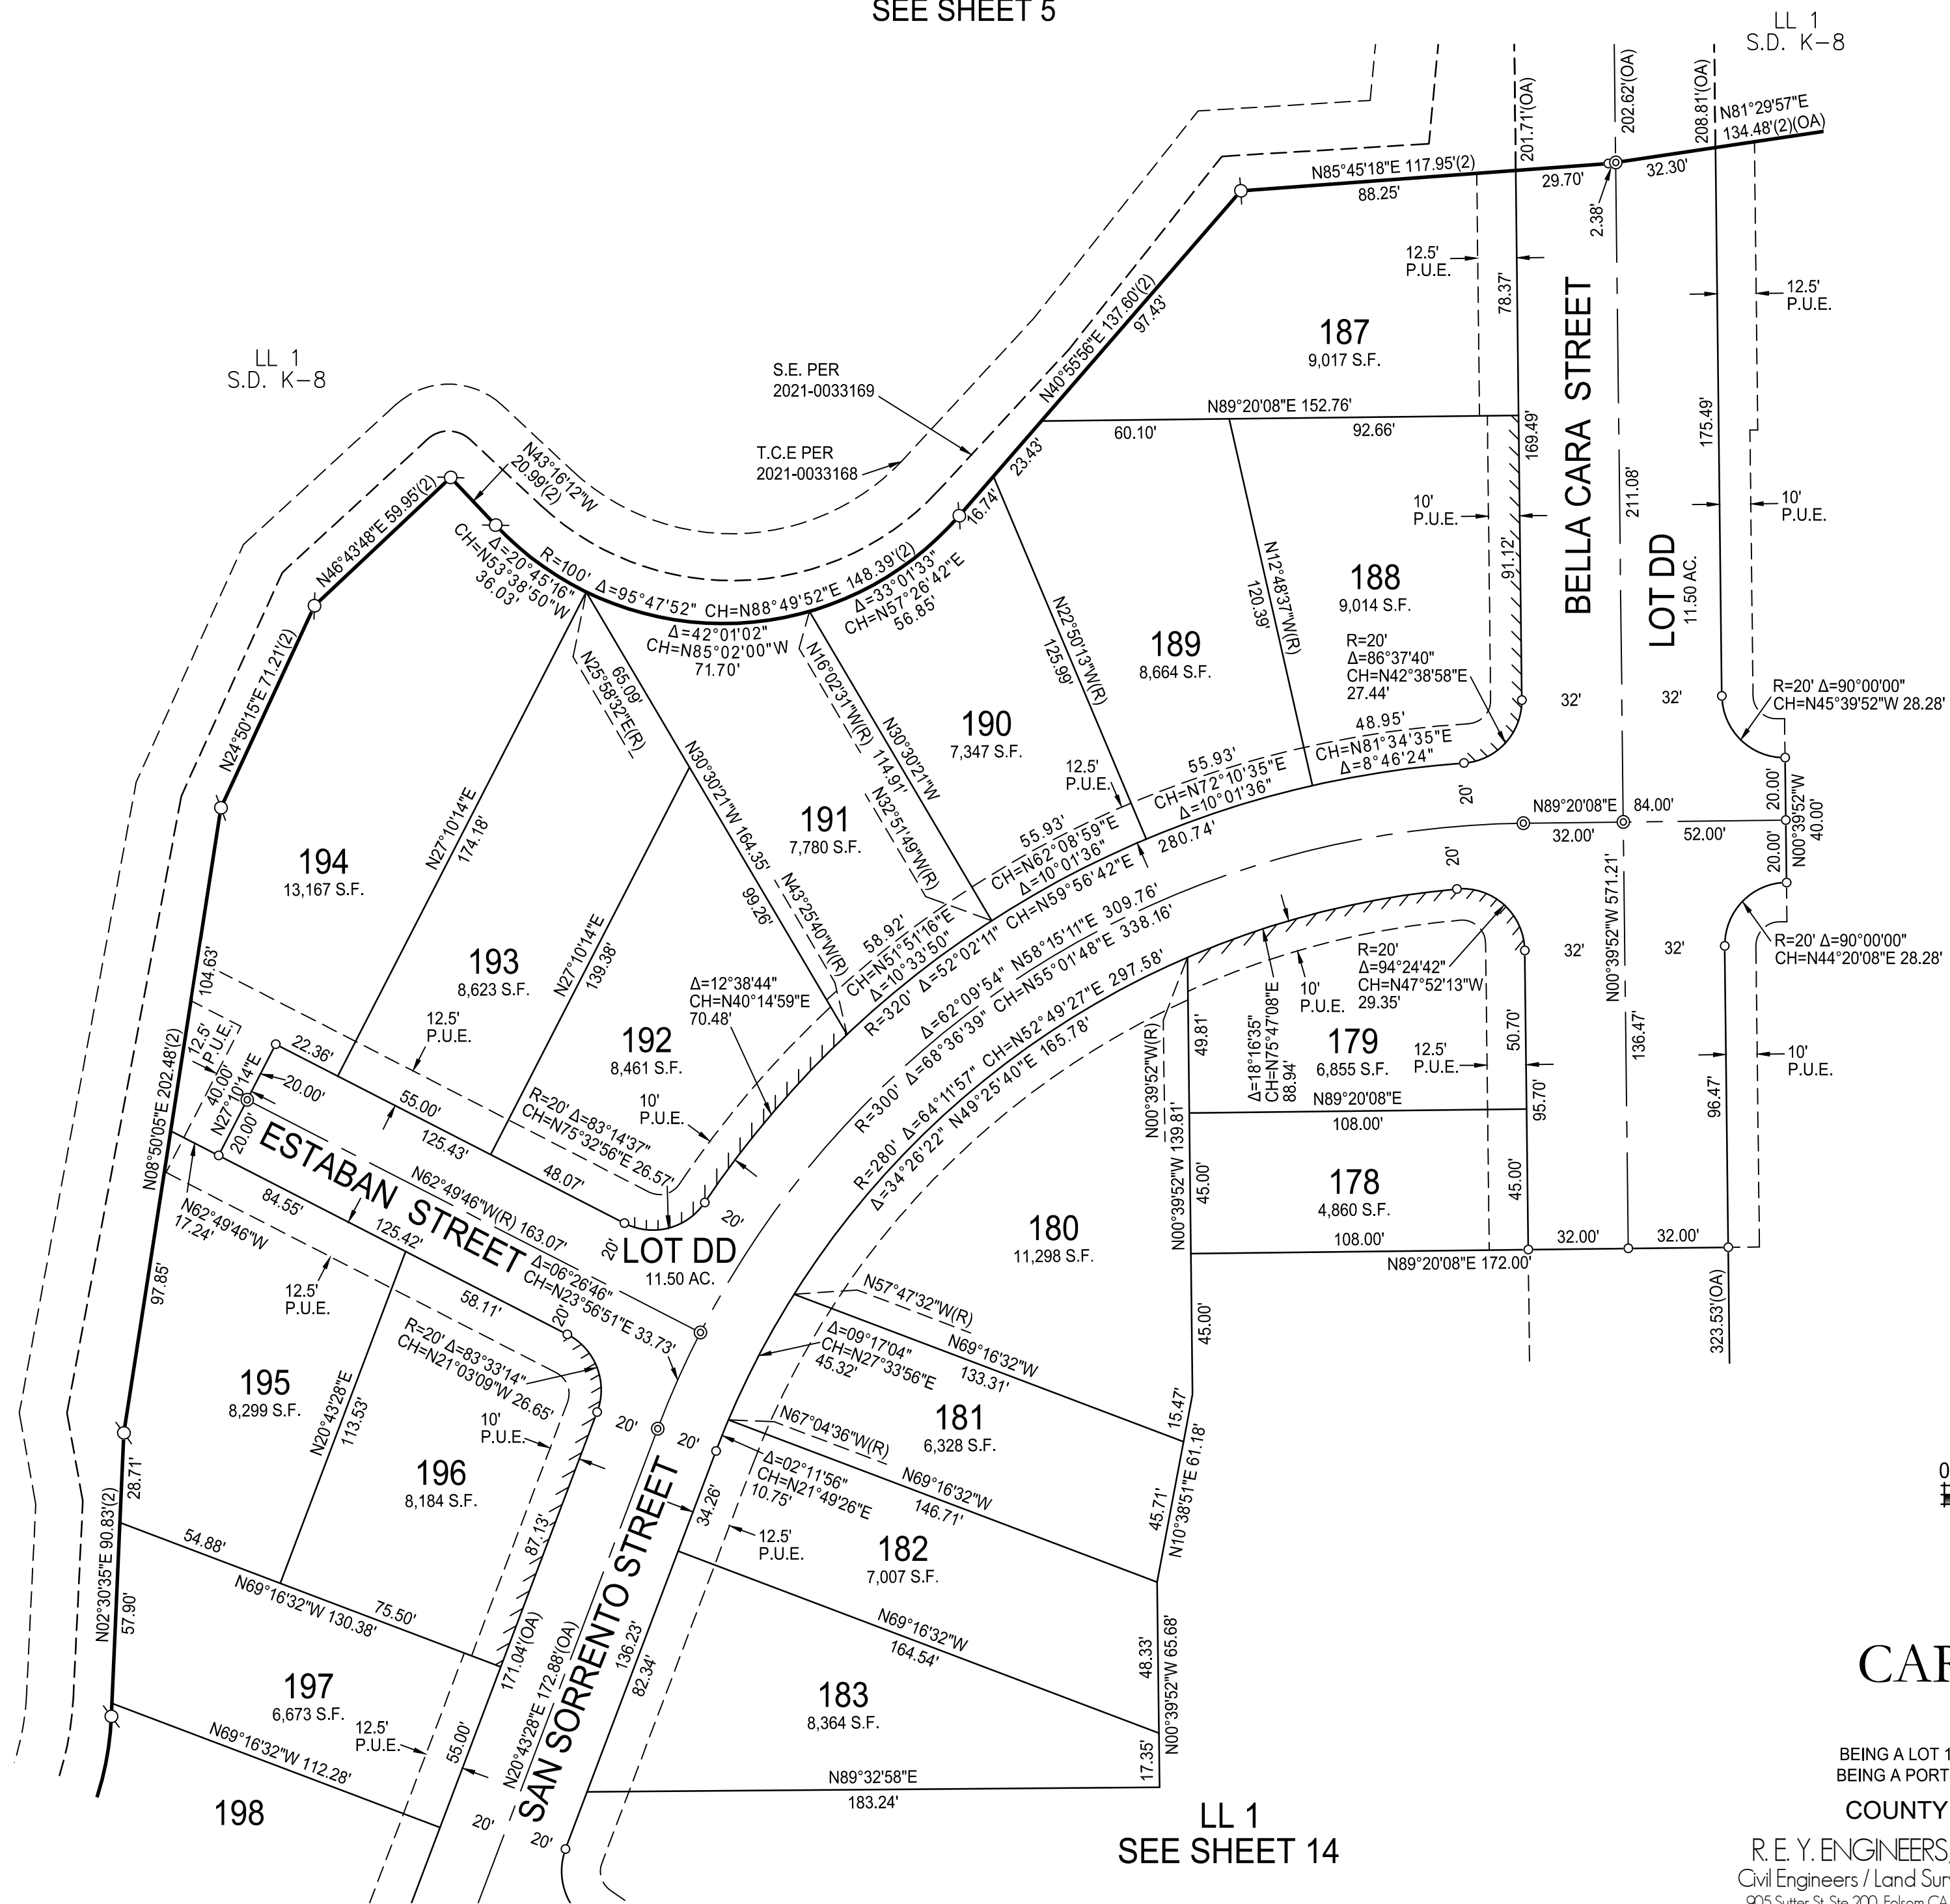 SEE SHEET 5
LL 1
S.D. K-8
201.71'(OA)
202.62'(OA)
208.81'(OA)
N81°29'57"E
134.48'(2)(OA)
N85°45'18"E 117.95'(2)
88.25'
29.70'
32.30'
2.38'
12.5'
P.U.E.
78.37'
12.5'
P.U.E.
187
9,017 S.F.
N40°55'56"E 137.60'(2)
97.43'
LL 1
S.D. K-8
S.E. PER
2021-0033169
T.C.E PER
2021-0033168
N89°20'08"E 152.76'
60.10'
92.66'
23.43'
16.74'
169.49'
175.49'
211.08'
BELLA CARA STREET
LOT DD
11.50 AC.
10'
P.U.E.
10'
P.U.E.
91.12'
N43°16'12"W
20.99'(2)
N46°43'48"E 59.95'(2)
Δ=20°45'16"
CH=N53°38'50"W
36.03'
R=100' Δ=95°47'52" CH=N88°49'52"E 148.39'(2)
Δ=33°01'33"
CH=N57°26'42"E
56.85'
Δ=42°01'02"
CH=N85°02'00"W
71.70'
N24°50'15"E 71.21'(2)
N12°48'37"W(R)
120.39'
188
9,014 S.F.
R=20'
Δ=86°37'40"
CH=N42°38'58"E
27.44'
N22°50'13"W(R)
125.99'
189
8,664 S.F.
N25°58'32"E(R)
65.09'
N16°02'31"W(R)
114.91'
N30°30'21"W
190
7,347 S.F.
32'
32'
R=20' Δ=90°00'00"
CH=N45°39'52"W 28.28'
48.95'
CH=N81°34'35"E
Δ=8°46'24"
55.93'
CH=N72°10'35"E
Δ=10°01'36"
12.5'
P.U.E.
N30°30'21"W 164.35'
99.26'
191
7,780 S.F.
N32°51'49"W(R)
55.93'
CH=N62°08'59"E
Δ=10°01'36"
20'
N89°20'08"E
84.00'
32.00'
52.00'
20.00'
20.00'
N00°39'52"W
40.00'
194
13,167 S.F.
N27°10'14"E
174.18'
N43°25'40"W(R)
58.92'
CH=N51°51'16"E
Δ=10°33'50"
R=320' Δ=52°02'11" CH=N59°56'42"E 280.74'
20'
Δ=62°09'54" N58°15'11"E 309.76'
R=300' Δ=68°36'39" CH=N55°01'48"E 338.16'
104.63'
193
8,623 S.F.
N27°10'14"E
139.38'
Δ=12°38'44"
CH=N40°14'59"E
70.48'
R=280' Δ=64°11'57" CH=N52°49'27"E 297.58'
Δ=34°26'22" N49°25'40"E 165.78'
R=20'
Δ=94°24'42"
CH=N47°52'13"W
29.35'
10'
P.U.E.
Δ=18°16'35"
CH=N75°47'08"E
88.94'
32'
32'
N00°39'52"W 571.21'
R=20' Δ=90°00'00"
CH=N44°20'08"E 28.28'
N08°50'05"E 202.48'(2)
12.5'
P.U.E.
40.00'
N27°10'14"E
20.00'
20.00'
22.36'
12.5'
P.U.E.
192
8,461 S.F.
10'
P.U.E.
55.00'
125.43'
48.07'
R=20' Δ=83°14'37"
CH=N75°32'56"E 26.57'
49.81'
N00°39'52"W(R)
179
6,855 S.F.
12.5'
P.U.E.
50.70'
136.47'
10'
P.U.E.
N89°20'08"E
108.00'
95.70'
96.47'
ESTABAN STREET
N62°49'46"W
17.24'
84.55'
125.42'
N62°49'46"W(R) 163.07'
Δ=06°26'46"
CH=N23°56'51"E 33.73'
20'
20'
LOT DD
11.50 AC.
180
11,298 S.F.
N00°39'52"W 139.81'
45.00'
178
4,860 S.F.
45.00'
108.00'
32.00'
32.00'
N89°20'08"E 172.00'
97.85'
12.5'
P.U.E.
58.11'
20'
N57°47'32"W(R)
Δ=09°17'04"
CH=N27°33'56"E
45.32'
N69°16'32"W
133.31'
45.00'
323.53'(OA)
R=20' Δ=83°33'14"
CH=N21°03'09"W 26.65'
195
8,299 S.F.
N20°43'28"E
113.53'
10'
P.U.E.
20'
20'
15.47'
181
6,328 S.F.
N67°04'36"W(R)
Δ=02°11'56"
CH=N21°49'26"E
10.75'
N69°16'32"W
146.71'
45.71'
N10°38'51"E 61.18'
28.71'
196
8,184 S.F.
87.13'
34.26'
12.5'
P.U.E.
182
7,007 S.F.
N02°30'35"E 90.83'(2)
57.90'
54.88'
N69°16'32"W 130.38'
75.50'
171.04'(OA)
SAN SORRENTO STREET
136.23'
82.34'
N20°43'28"E 172.88'(OA)
N69°16'32"W
164.54'
48.33'
N00°39'52"W 65.68'
197
6,673 S.F.
12.5'
P.U.E.
183
8,364 S.F.
17.35'
N69°16'32"W 112.28'
55.00'
N89°32'58"E
183.24'
198
20'
20'
LL 1
SEE SHEET 14
0
CAR
BEING A LOT 1
BEING A PORT
COUNTY
R. E. Y. ENGINEERS,
Civil Engineers / Land Sur
905 Sutter St, Ste 200, Folsom CA